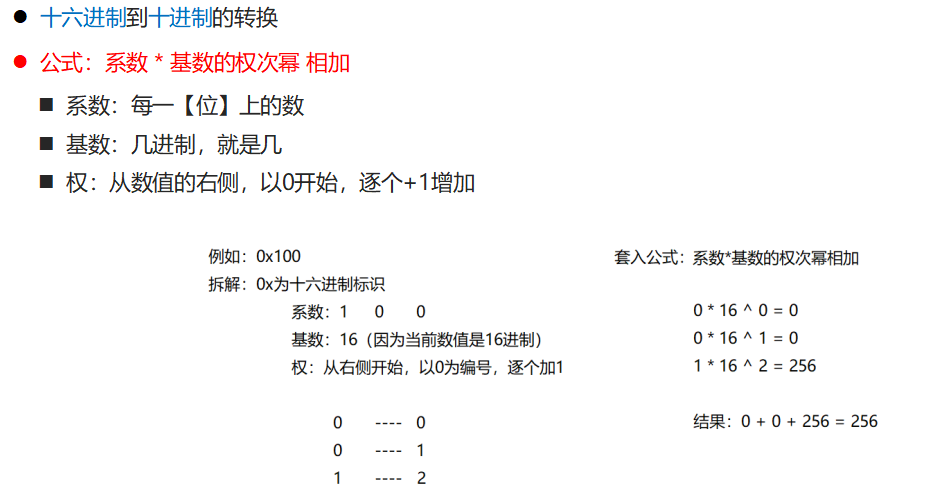 十六进制到十进制的转换
公式：系数 * 基数的权次幂 相加
系数：每一【位】上的数
基数：几进制，就是几
权：从数值的右侧，以0开始，逐个+1增加
例如：0x100
拆解：0x为十六进制标识
系数：1 0 0
基数：16（因为当前数值是16进制）
权：从右侧开始，以0为编号，逐个加1
0 ---- 0
0 ---- 1
1 ---- 2
套入公式：系数*基数的权次幂相加
0 * 16 ^ 0 = 0
0 * 16 ^ 1 = 0
1 * 16 ^ 2 = 256
结果：0 + 0 + 256 = 256